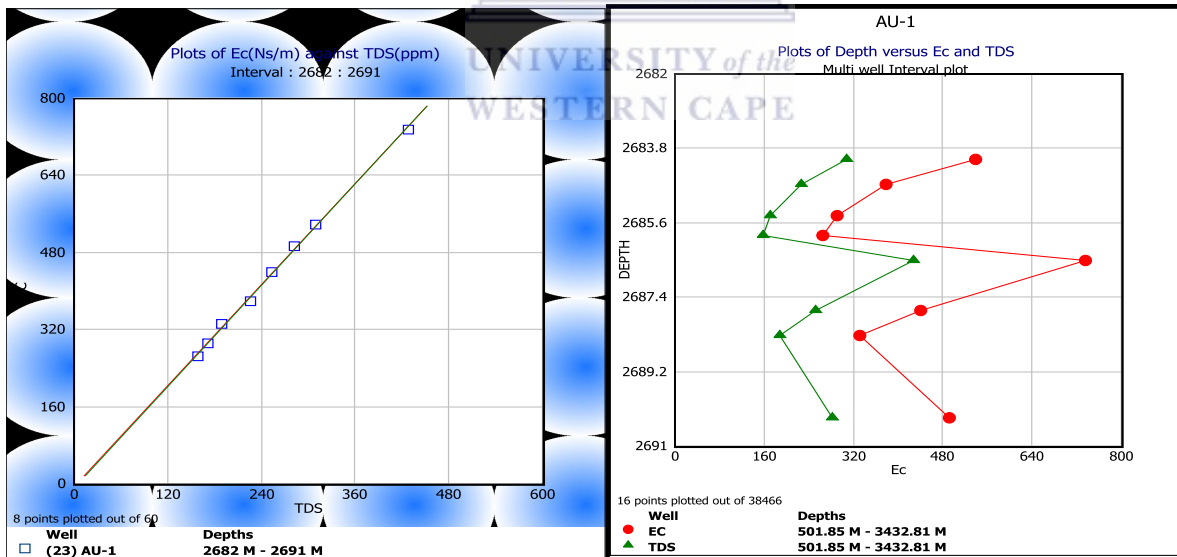 Plots of Ec(Ns/m) against TDS(ppm)
Interval : 2682 : 2691
800
640
480
320
160
0
0 120 240 360 480 600
TDS
8 points plotted out of 60
Well Depths
(23) AU-1 2682 M - 2691 M
UNIVERSITY of the
WESTERN CAPE
AU-1
Plots of Depth versus Ec and TDS
Multi well Interval plot
2682
2683.8
2685.6
DEPTH
2687.4
2689.2
2691
0 160 320 480 640 800
Ec
16 points plotted out of 38466
Well Depths
EC 501.85 M - 3432.81 M
TDS 501.85 M - 3432.81 M